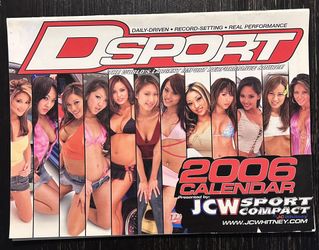 DAILY-DRIVEN • RECORD-SETTING • REAL PERFORMANCE
DSPORT
THE WORLD'S FASTEST IMPORT PERFORMANCE SOURCE
2006
CALENDAR
Presented by:
JCW SPORT
COMPACT
WWW.JCWHITNEY.COM